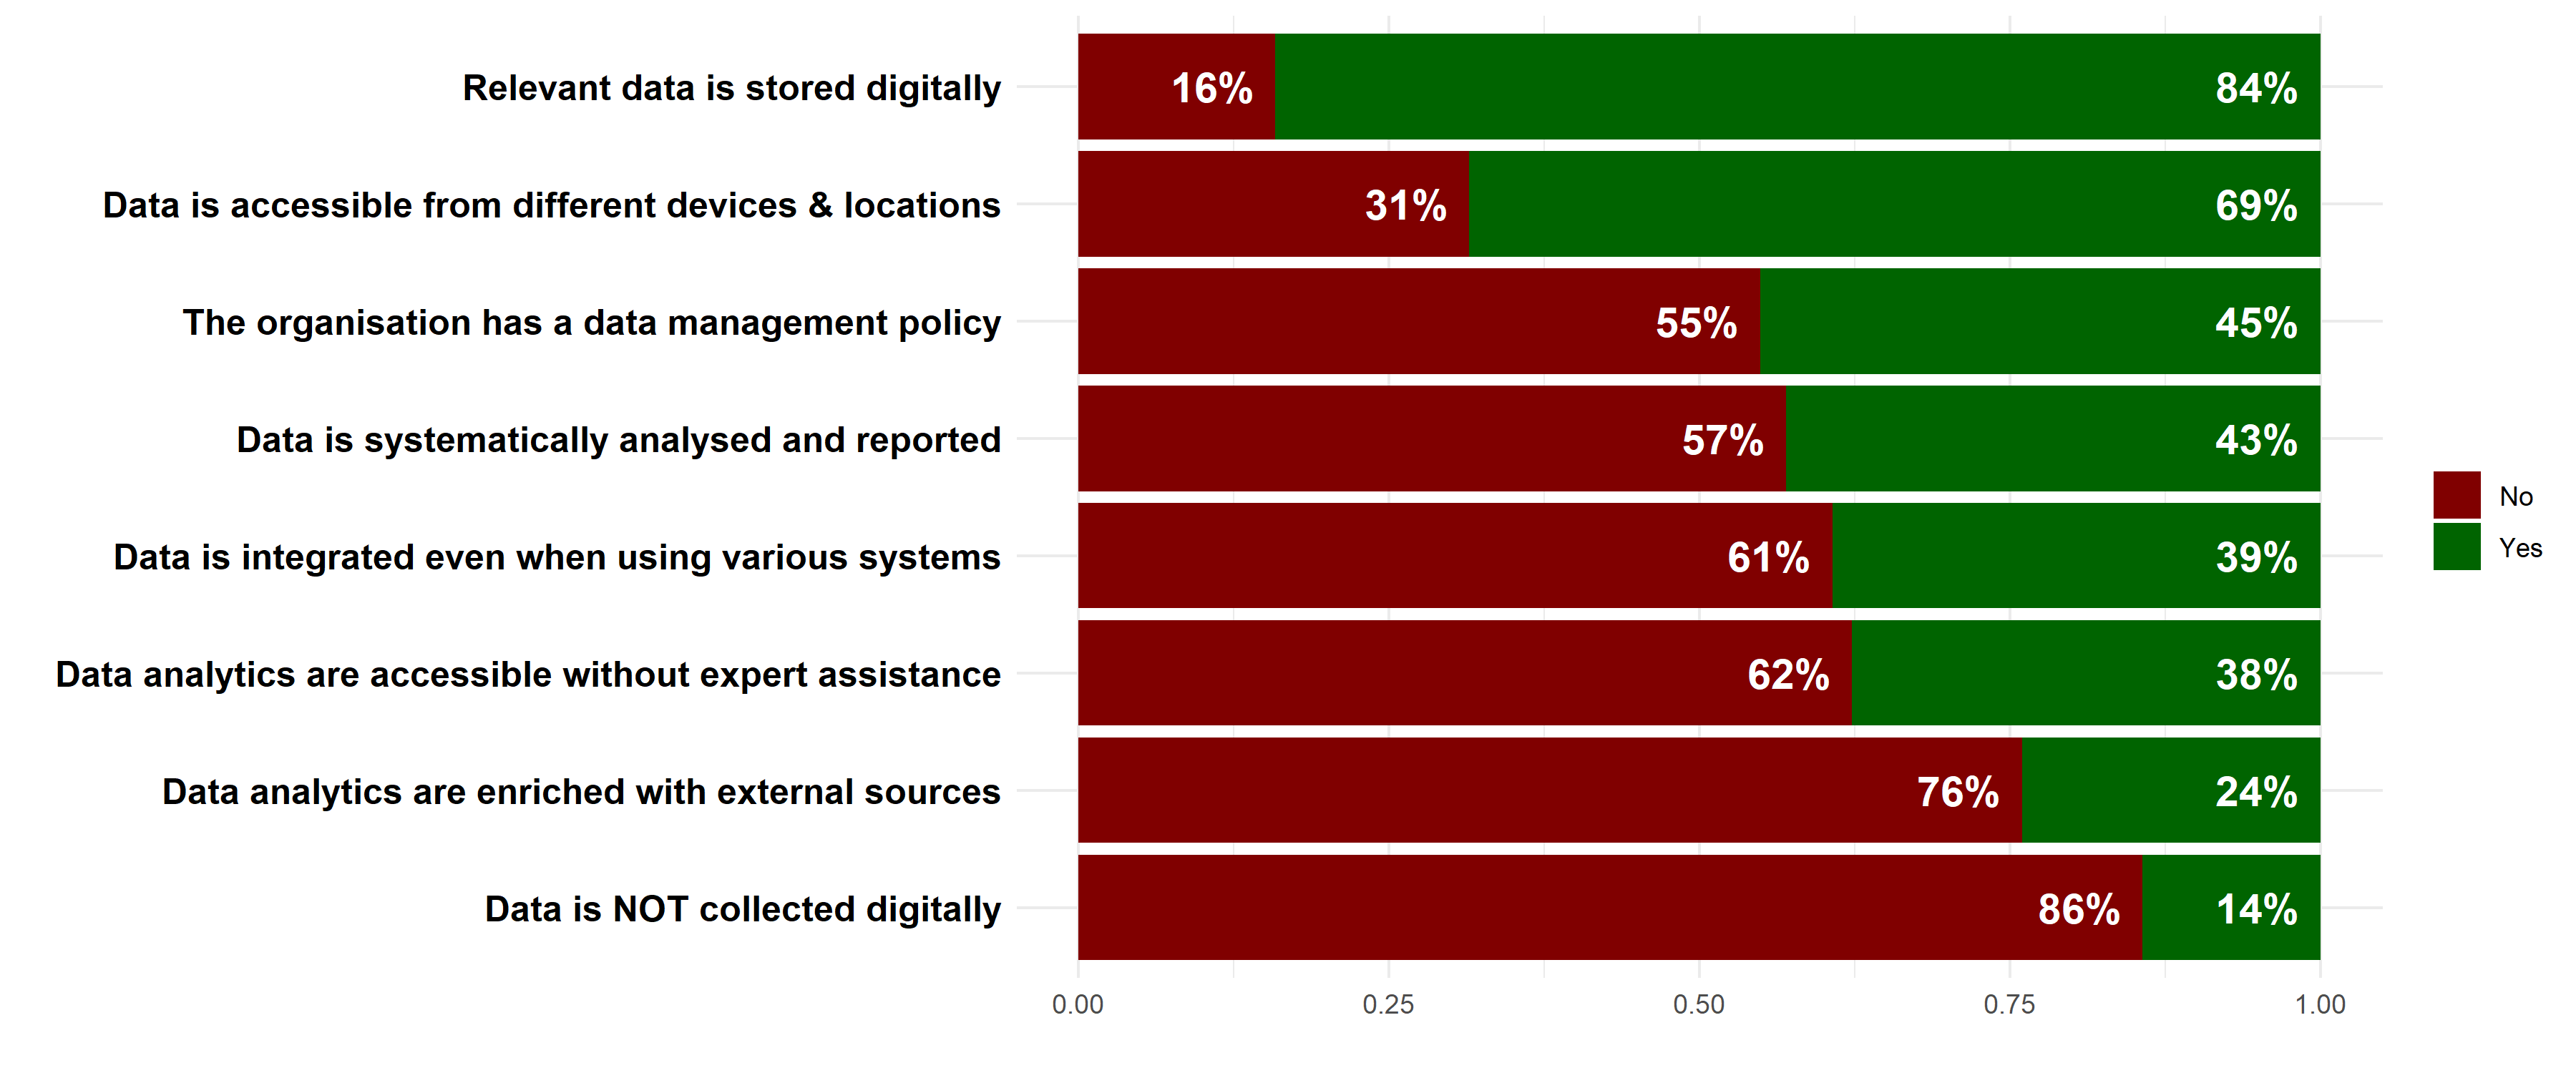 Relevant data is stored digitally 16% 84%
Data is accessible from different devices & locations 31% 69%
The organisation has a data management policy 55% 45%
Data is systematically analysed and reported 57% 43%
Data is integrated even when using various systems 61% 39%
Data analytics are accessible without expert assistance 62% 38%
Data analytics are enriched with external sources 76% 24%
Data is NOT collected digitally 86% 14%
0.00 0.25 0.50 0.75 1.00
No
Yes